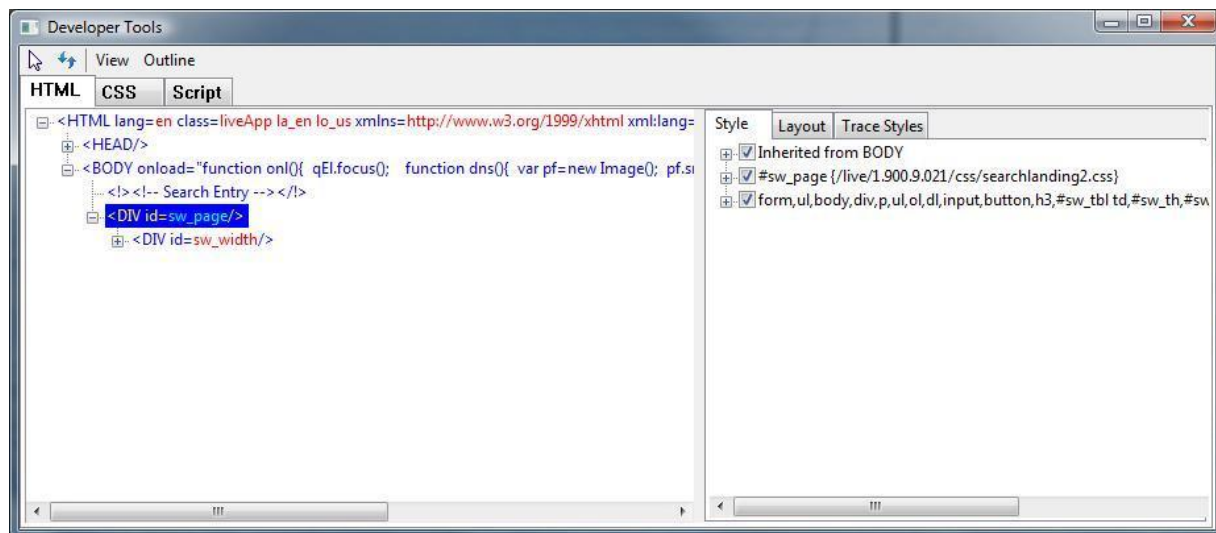 Developer Tools
View Outline
HTML CSS Script
<HTML lang=en class=liveApp la_en lo_us xmlns=http://www.w3.org/1999/xhtml xml:lang=
<HEAD/>
<BODY onload="function onl(){ qEl.focus(); function dns(){ var pf=new Image(); pf.sr
<!><!-- Search Entry --></!>
<DIV id=sw_page/>
<DIV id=sw_width/>
Style Layout Trace Styles
Inherited from BODY
#sw_page {/live/1.900.9.021/css/searchlanding2.css}
form,ul,body,div,p,ul,ol,dl,input,button,h3,#sw_tbl td,#sw_th,#sw